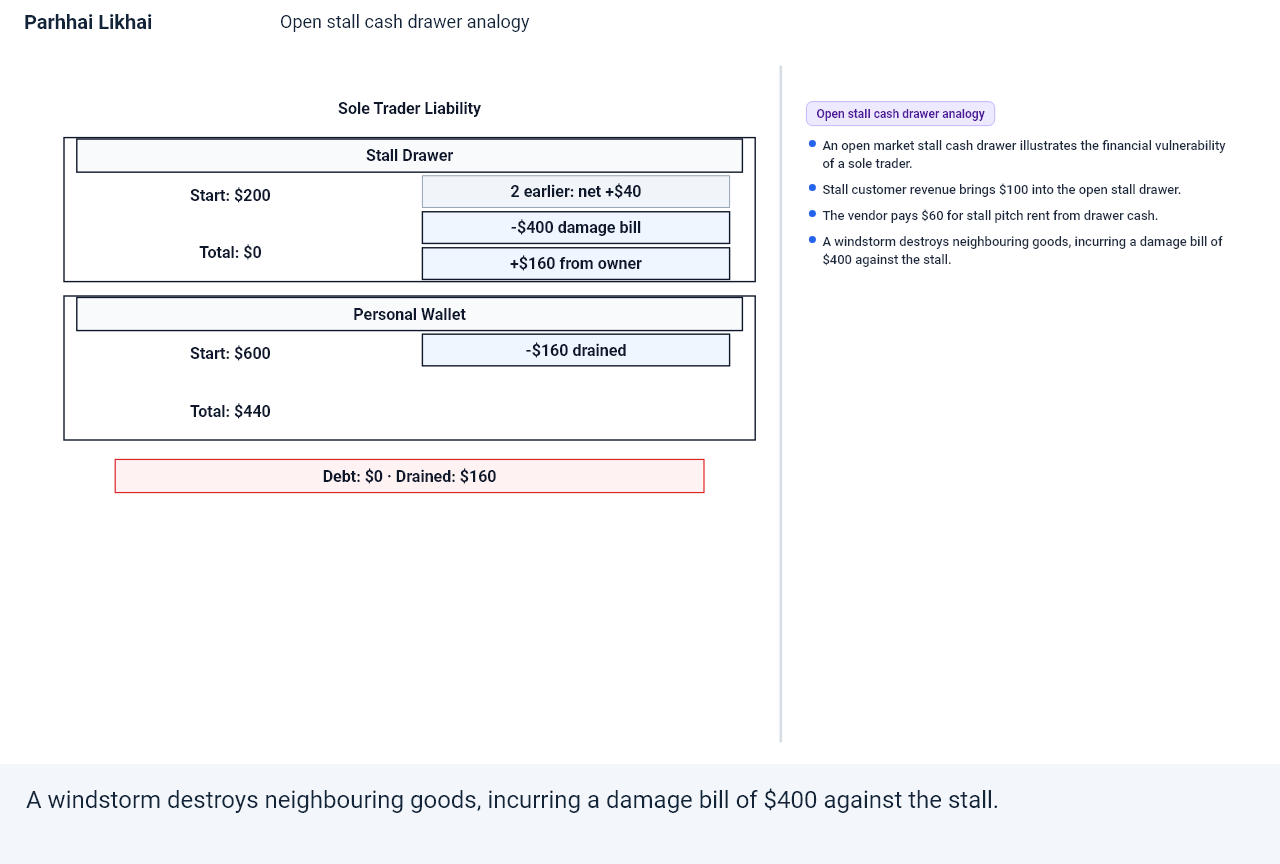 Parhhai Likhai
Open stall cash drawer analogy
Sole Trader Liability
Stall Drawer
Start: $200
2 earlier: net +$40
-$400 damage bill
Total: $0
+$160 from owner
Personal Wallet
Start: $600
-$160 drained
Total: $440
Debt: $0 · Drained: $160
Open stall cash drawer analogy
An open market stall cash drawer illustrates the financial vulnerability
of a sole trader.
Stall customer revenue brings $100 into the open stall drawer.
The vendor pays $60 for stall pitch rent from drawer cash.
A windstorm destroys neighbouring goods, incurring a damage bill of
$400 against the stall.
A windstorm destroys neighbouring goods, incurring a damage bill of $400 against the stall.